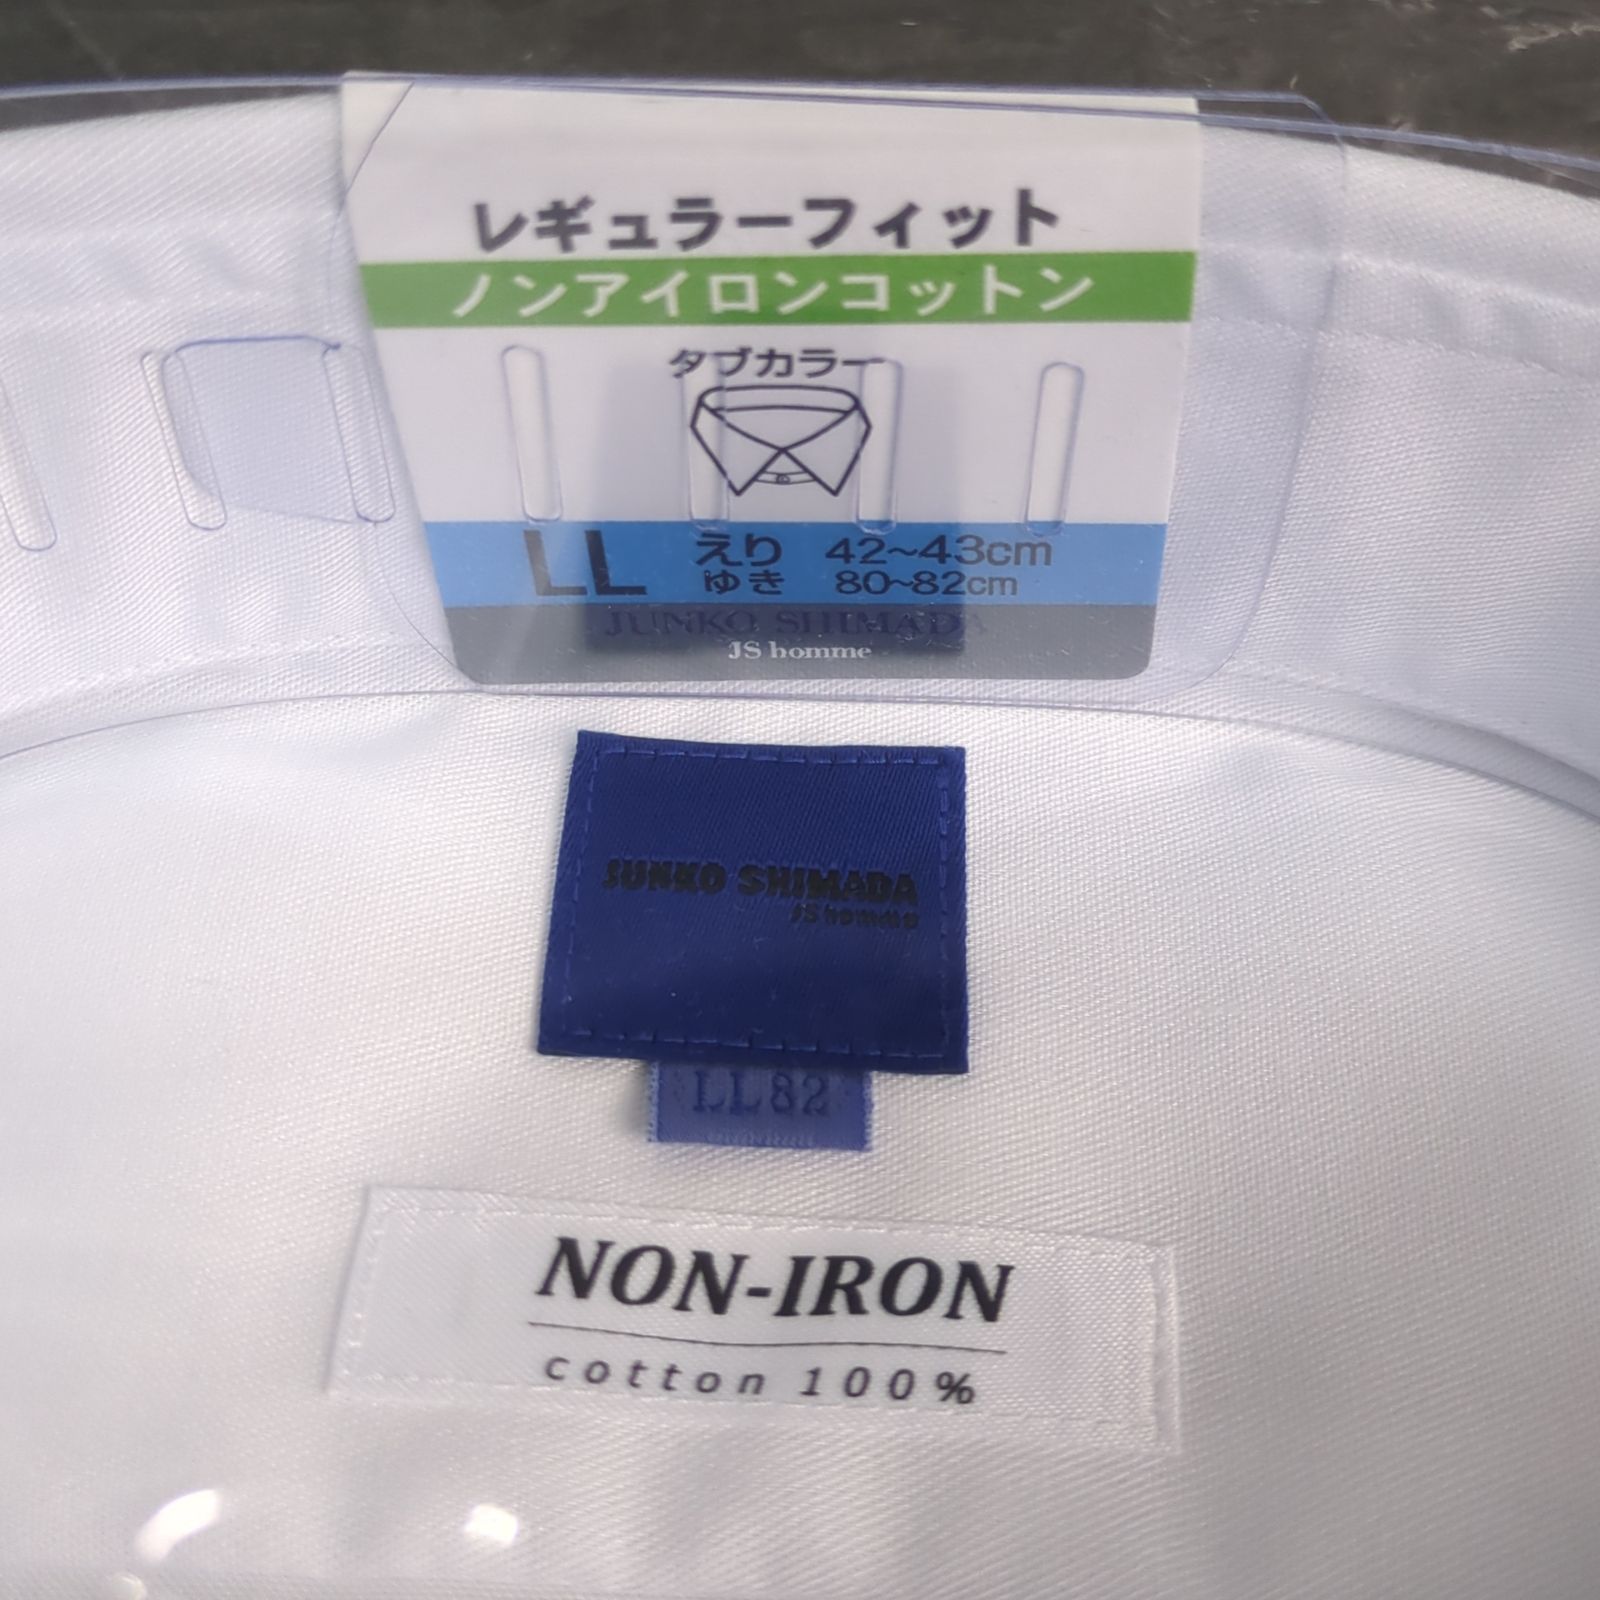 レギュラーフィット
ノンアイロンコットン
タブカラー
LL えり 42~43cm
ゆき 80~82cm
JUNKO SHIMADA
JS homme
JUNKO SHIMADA
JS homme
LL82
NON-IRON
cotton 100%